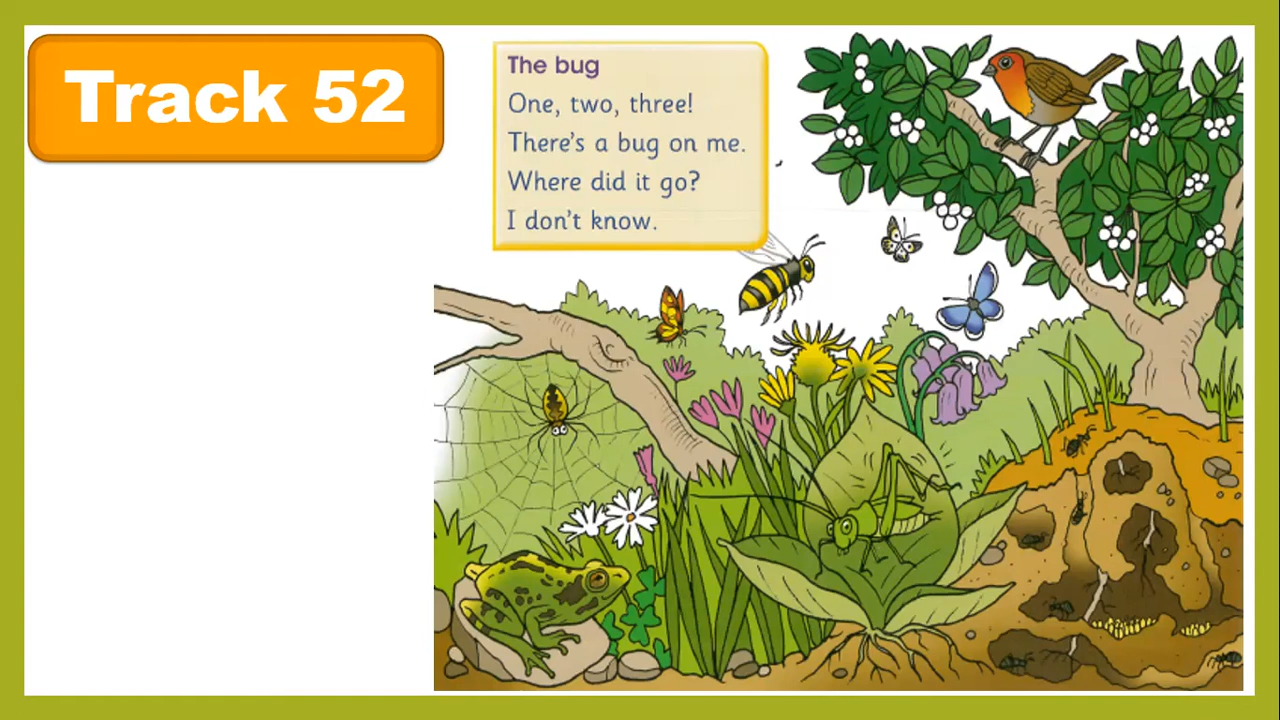 Track 52
The bug
One, two, three!
There's a bug on me.
Where did it go?
I don't know.